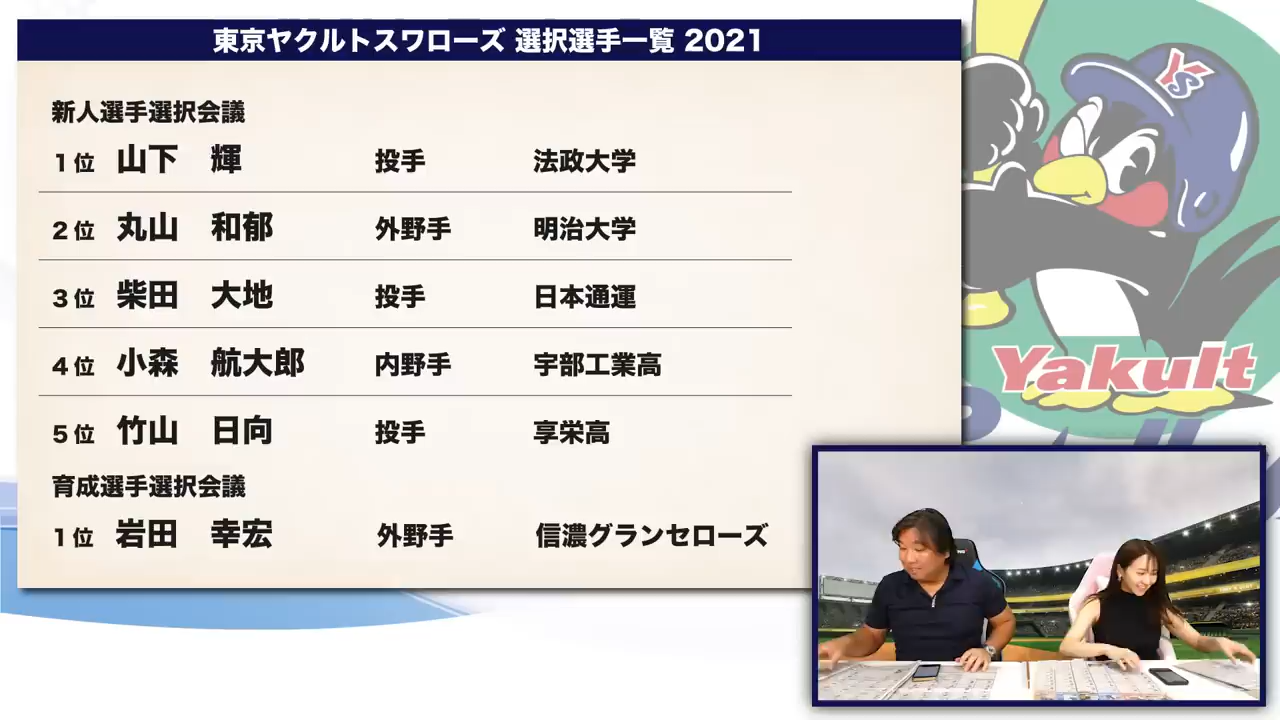 東京ヤクルトスワローズ 選択選手一覧 2021
新人選手選択会議
1位 山下 輝 投手 法政大学
2位 丸山 和郁 外野手 明治大学
3位 柴田 大地 投手 日本通運
4位 小森 航大郎 内野手 宇部工業高
5位 竹山 日向 投手 享栄高
育成選手選択会議
1位 岩田 幸宏 外野手 信濃グランセローズ
YS
Yakult